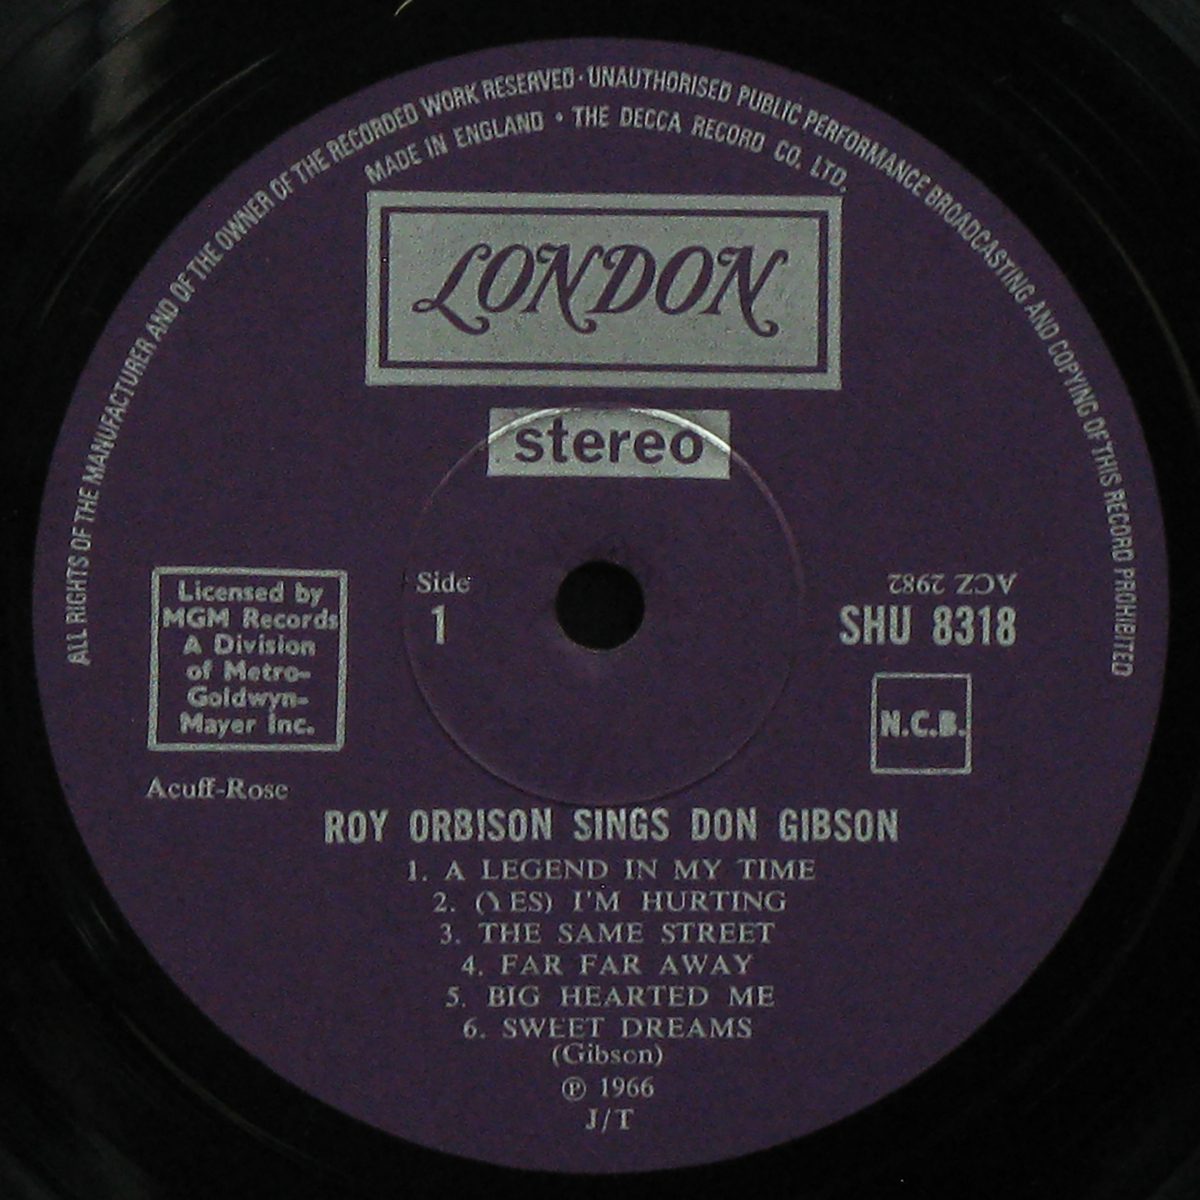 ALL RIGHTS OF THE MANUFACTURER AND OF THE OWNER OF THE RECORDED WORK RESERVED · UNAUTHORISED PUBLIC PERFORMANCE BROADCASTING AND COPYING OF THIS RECORD PROHIBITED
MADE IN ENGLAND • THE DECCA RECORD CO. LTD.
LONDON
stereo
Licensed by
MGM Records
A Division
of Metro-
Goldwyn-
Mayer Inc.
Side
1
ACZ 2982
SHU 8318
N.C.B.
Acuff-Rose
ROY ORBISON SINGS DON GIBSON
1. A LEGEND IN MY TIME
2. (YES) I'M HURTING
3. THE SAME STREET
4. FAR FAR AWAY
5. BIG HEARTED ME
6. SWEET DREAMS
(Gibson)
℗ 1966
J/T